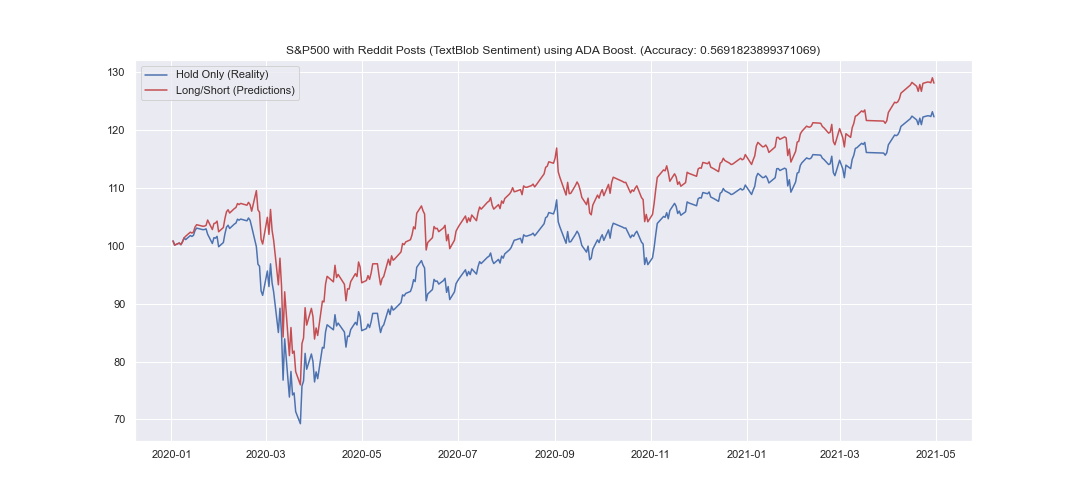 S&P500 with Reddit Posts (TextBlob Sentiment) using ADA Boost. (Accuracy: 0.5691823899371069)
Hold Only (Reality)
Long/Short (Predictions)
130
120
110
100
90
80
70
2020-01 2020-03 2020-05 2020-07 2020-09 2020-11 2021-01 2021-03 2021-05